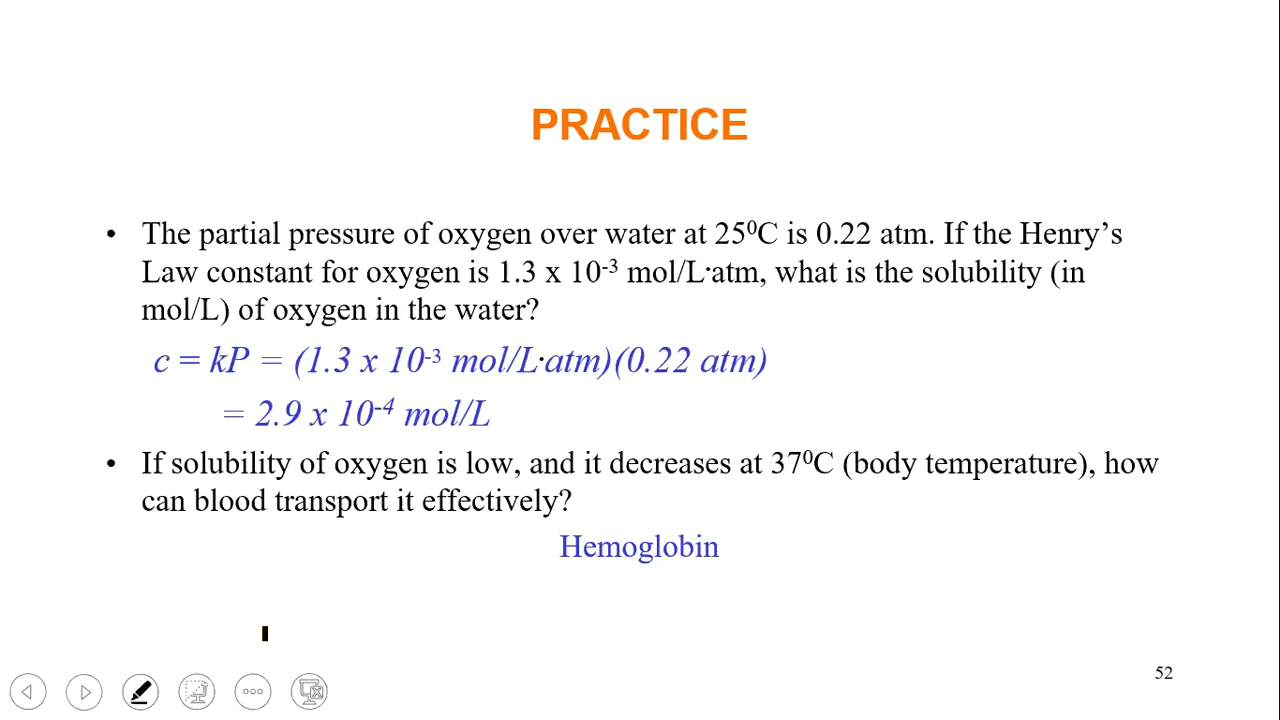 PRACTICE
• The partial pressure of oxygen over water at 25⁰C is 0.22 atm. If the Henry’s
Law constant for oxygen is 1.3 x 10⁻³ mol/L·atm, what is the solubility (in
mol/L) of oxygen in the water?
c = kP = (1.3 x 10⁻³ mol/L·atm)(0.22 atm)
= 2.9 x 10⁻⁴ mol/L
• If solubility of oxygen is low, and it decreases at 37⁰C (body temperature), how
can blood transport it effectively?
Hemoglobin
52